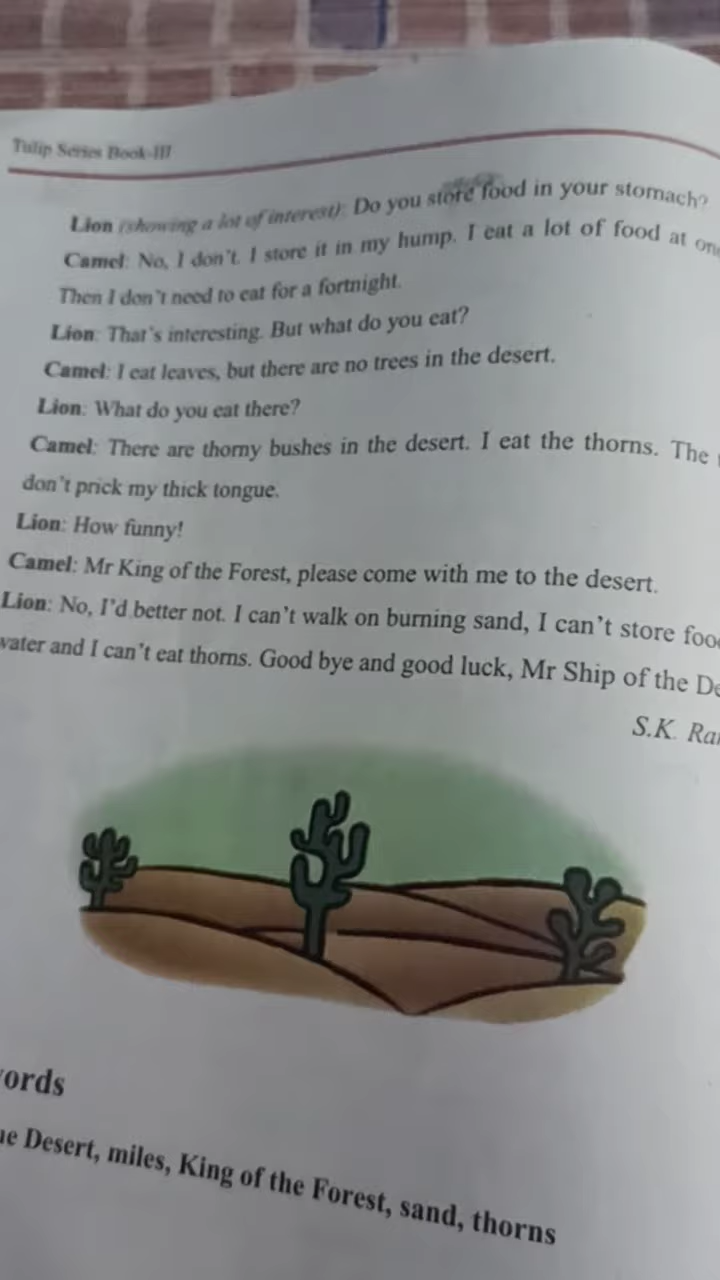 Tulip Series Book-III
Lion (showing a lot of interest): Do you store food in your stomach?
Camel: No, I don't. I store it in my hump. I eat a lot of food at
Then I don't need to eat for a fortnight.
Lion: That's interesting. But what do you eat?
Camel: I eat leaves, but there are no trees in the desert.
Lion: What do you eat there?
Camel: There are thorny bushes in the desert. I eat the thorns. The
don't prick my thick tongue.
Lion: How funny!
Camel: Mr King of the Forest, please come with me to the desert.
Lion: No, I'd better not. I can't walk on burning sand, I can't store
water and I can't eat thorns. Good bye and good luck, Mr Ship of the
S.K.
Desert, miles, King of the Forest, sand, thorns